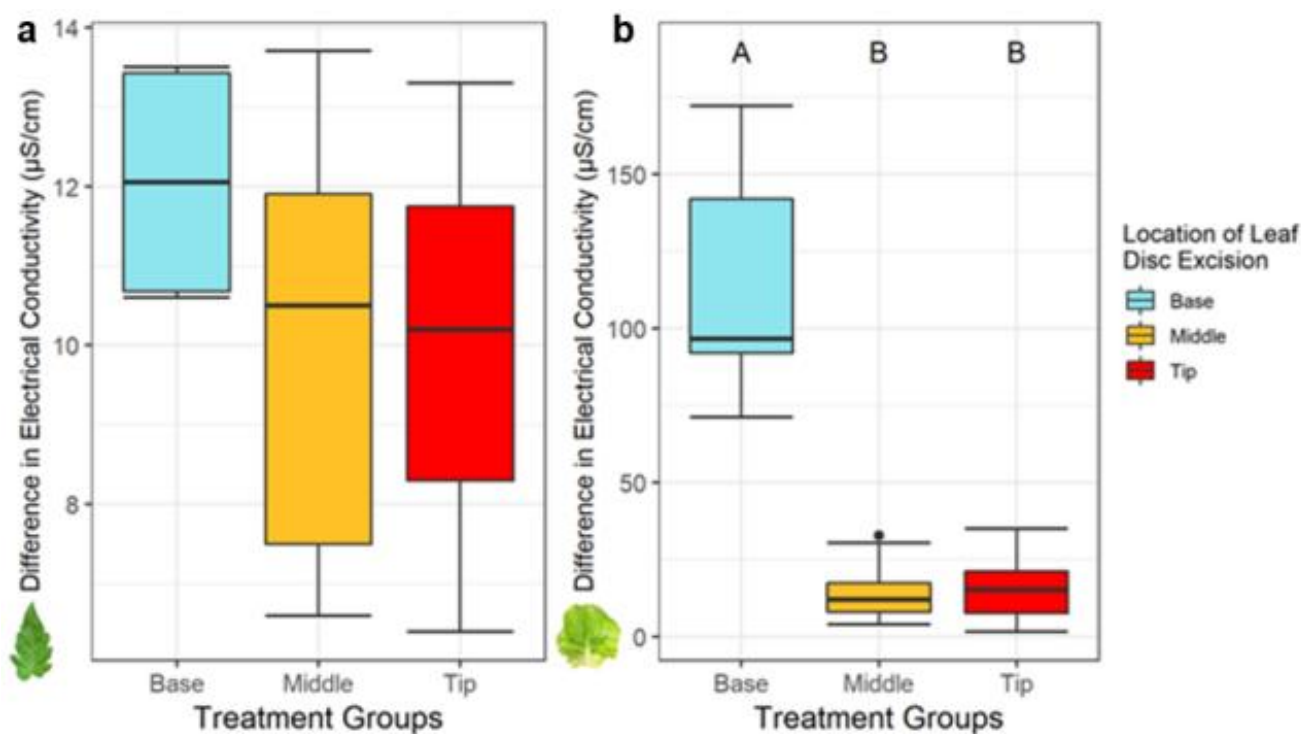 a
Difference in Electrical Conductivity (µS/cm)
14
12
10
8
Base Middle Tip
Treatment Groups
b
Difference in Electrical Conductivity (µS/cm)
A B B
150
100
50
0
Base Middle Tip
Treatment Groups
Location of Leaf
Disc Excision
Base
Middle
Tip